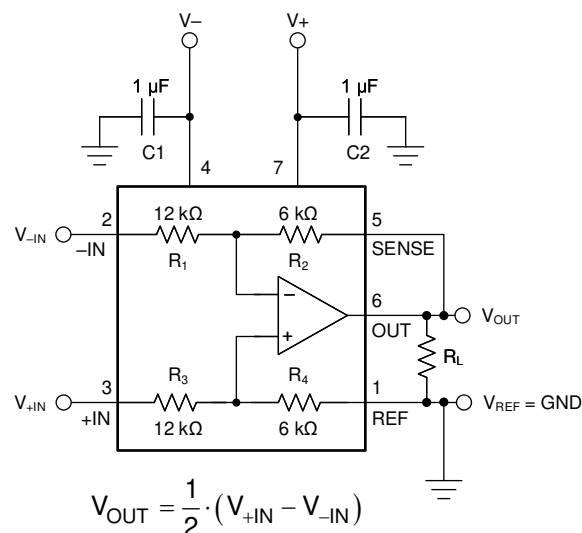 V–
V+
1 µF
1 µF
C1
C2
4
7
12 kΩ
6 kΩ
2
5
V–IN
–IN
R1
R2
SENSE
–
6
VOUT
OUT
+
RL
3
R3
R4
1
V+IN
+IN
REF
VREF = GND
12 kΩ
6 kΩ
VOUT = 1/2 · (V+IN – V–IN)